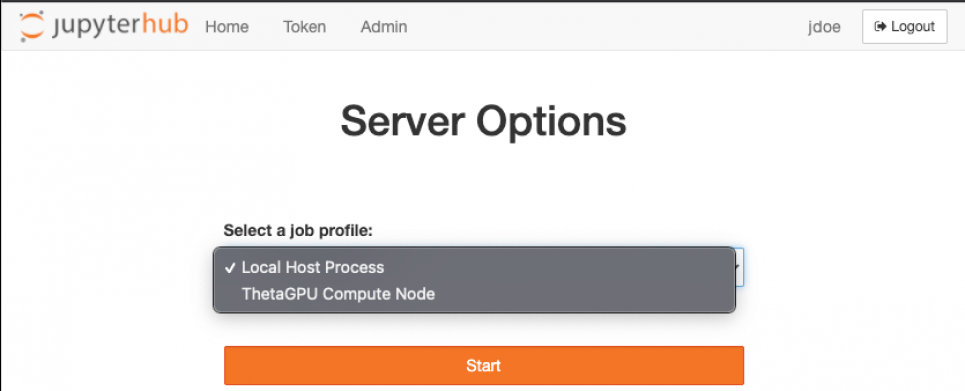 jupyterhub Home Token Admin jdoe Logout
Server Options
Select a job profile:
✓ Local Host Process
ThetaGPU Compute Node
Start